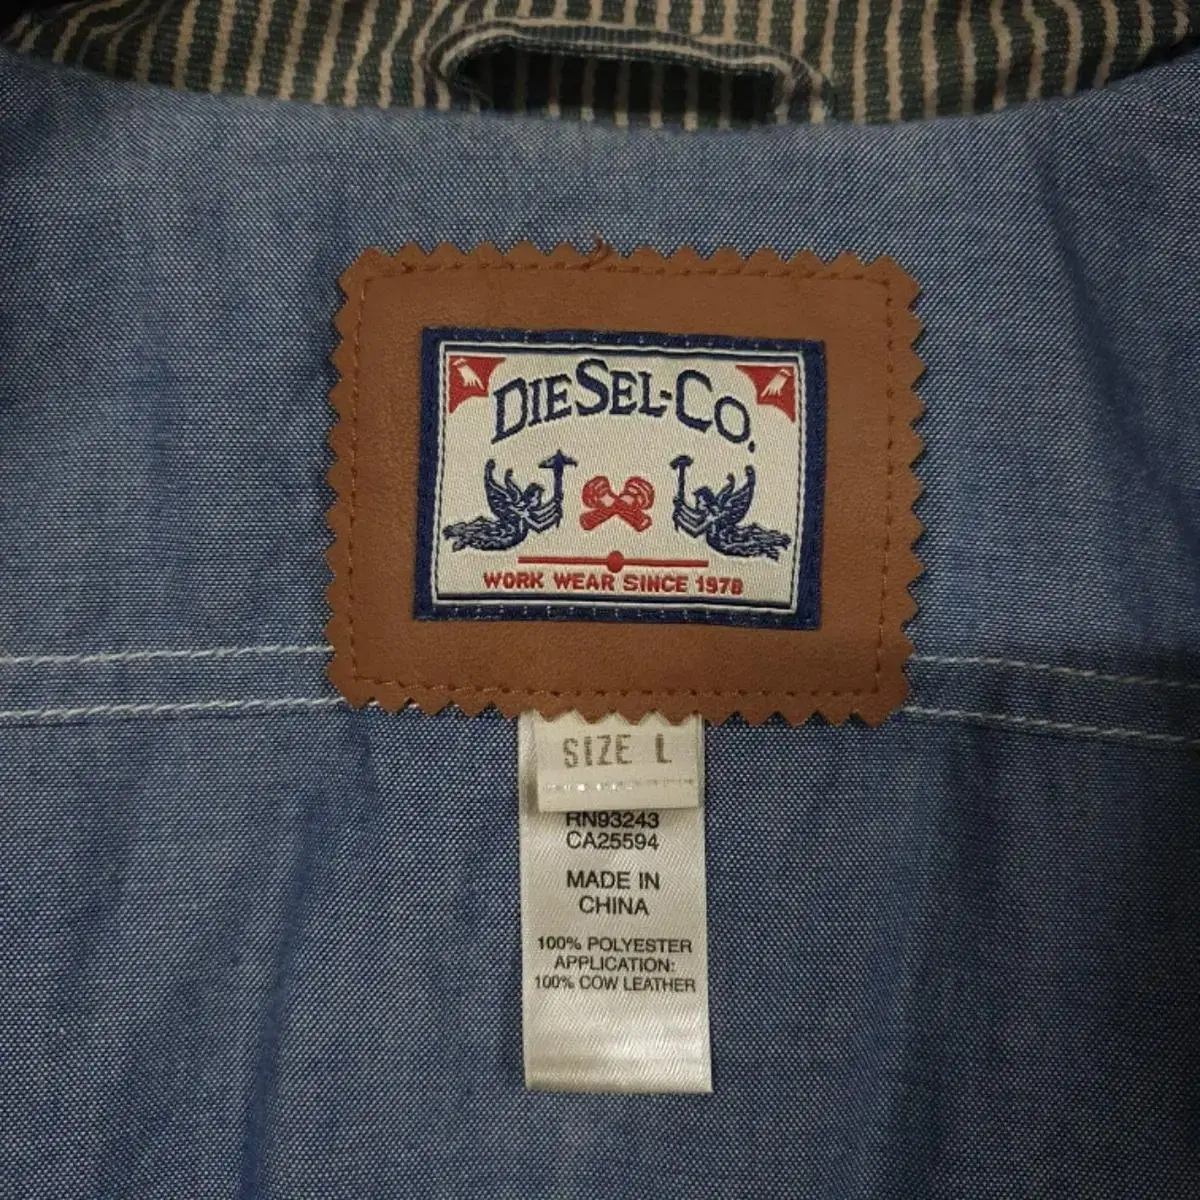 DIESEL-CO.
WORK WEAR SINCE 1978
SIZE L
RN93243
CA25594
MADE IN
CHINA
100% POLYESTER
APPLICATION:
100% COW LEATHER